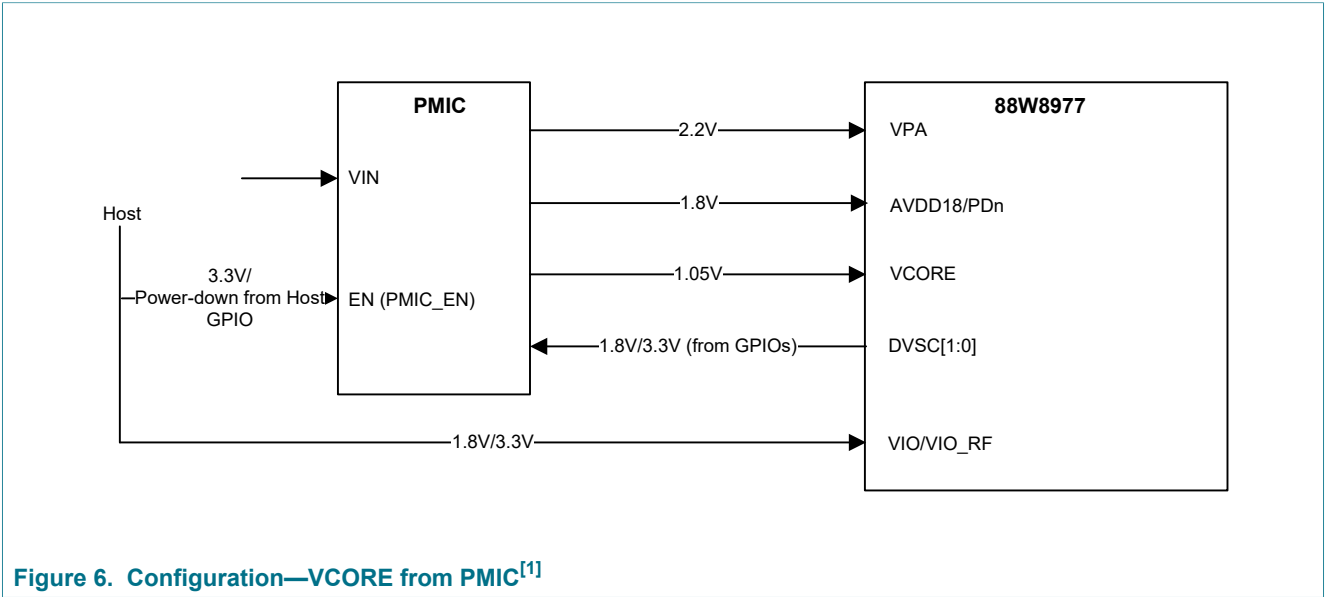 PMIC
88W8977
2.2V
VPA
VIN
1.8V
AVDD18/PDn
Host
1.05V
VCORE
3.3V/
Power-down from Host
GPIO
EN (PMIC_EN)
1.8V/3.3V (from GPIOs)
DVSC[1:0]
1.8V/3.3V
VIO/VIO_RF
Figure 6. Configuration—VCORE from PMIC[1]